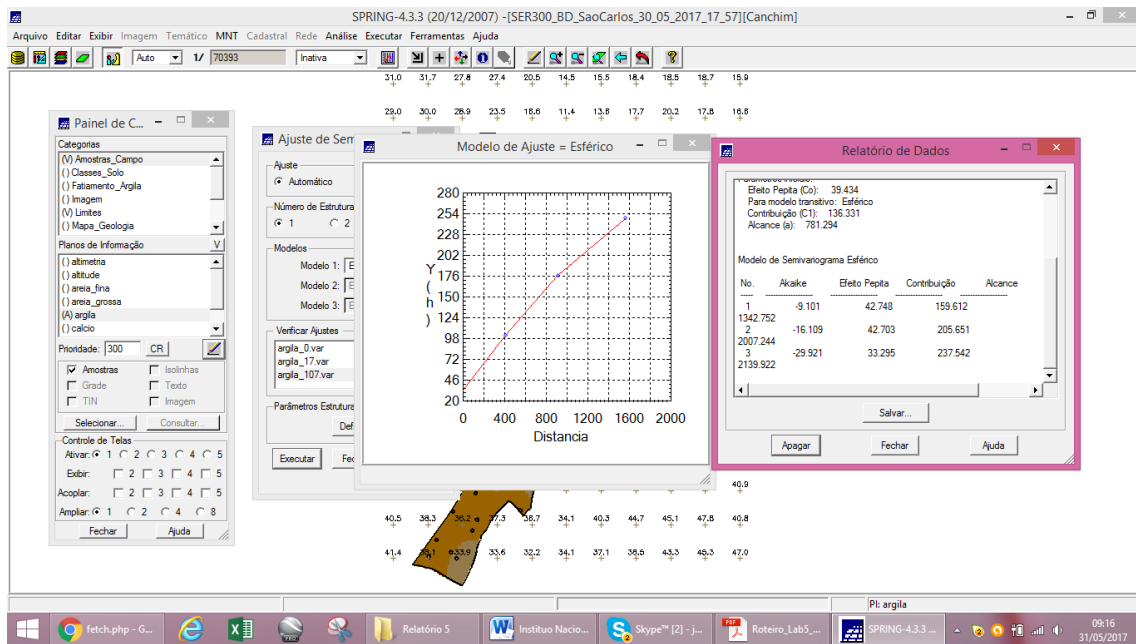 SPRING-4.3.3 (20/12/2007) -[SER300_BD_SaoCarlos_30_05_2017_17_57][Canchim]
Arquivo Editar Exibir Imagem Temático MNT Cadastral Rede Análise Executar Ferramentas Ajuda
Auto 1/ 70393 Inativa
31.0 31.7 27.8 27.4 20.5 14.5 15.5 18.4 18.5 18.7 15.9
29.0 30.0 28.9 23.5 16.6 11.4 13.8 17.7 20.2 17.8 16.8
Painel de C...
Categorias
(V) Amostras_Campo
() Classes_Solo
() Fatiamento_Argila
() Imagem
(V) Limites
() Mapa_Geologia
Planos de Informação V
() altimetria
() altitude
() areia_fina
() areia_grossa
(A) argila
() calcio
Prioridade: 300 CR
Amostras Isolinhas
Grade Texto
TIN Imagem
Selecionar... Consultar...
Controle de Telas
Ativar: 1 2 3 4 5
Exibir: 2 3 4 5
Acoplar: 2 3 4 5
Ampliar: 1 2 4 8
Fechar Ajuda
Ajuste de Sem
Ajuste
Automático
Número de Estrutura
1 2
Modelos
Modelo 1: E
Modelo 2: E
Modelo 3: E
Verificar Ajustes
argila_0.var
argila_17.var
argila_107.var
Parâmetros Estrutura
Def
Executar Fec
Modelo de Ajuste = Esférico
280
254
228
202
176
150
124
98
72
46
20
Y
(
h
)
0 400 800 1200 1600 2000
Distancia
Relatório de Dados
Parâmetros Iniciais:
Efeito Pepita (Co): 39.434
Para modelo transitivo: Esférico
Contribuição (C1): 136.331
Alcance (a): 781.294
Modelo de Semivariograma Esférico
No. Akaike Efeito Pepita Contribuição Alcance
1 -9.101 42.748 159.612
1342.752
2 -16.109 42.703 205.651
2007.244
3 -29.921 33.295 237.542
2139.922
Salvar...
Apagar Fechar Ajuda
40.9
40.5 38.3 36.2 37.3 38.7 34.1 40.3 44.7 45.1 47.8 40.8
41.4 33.9 33.6 32.2 34.1 37.1 38.5 43.3 45.3 47.0
PI: argila
fetch.php - G...
Relatório 5
Instituo Nacio...
Skype™ [2] - j...
Roteiro_Lab5_...
SPRING-4.3.3 ...
09:16
31/05/2017